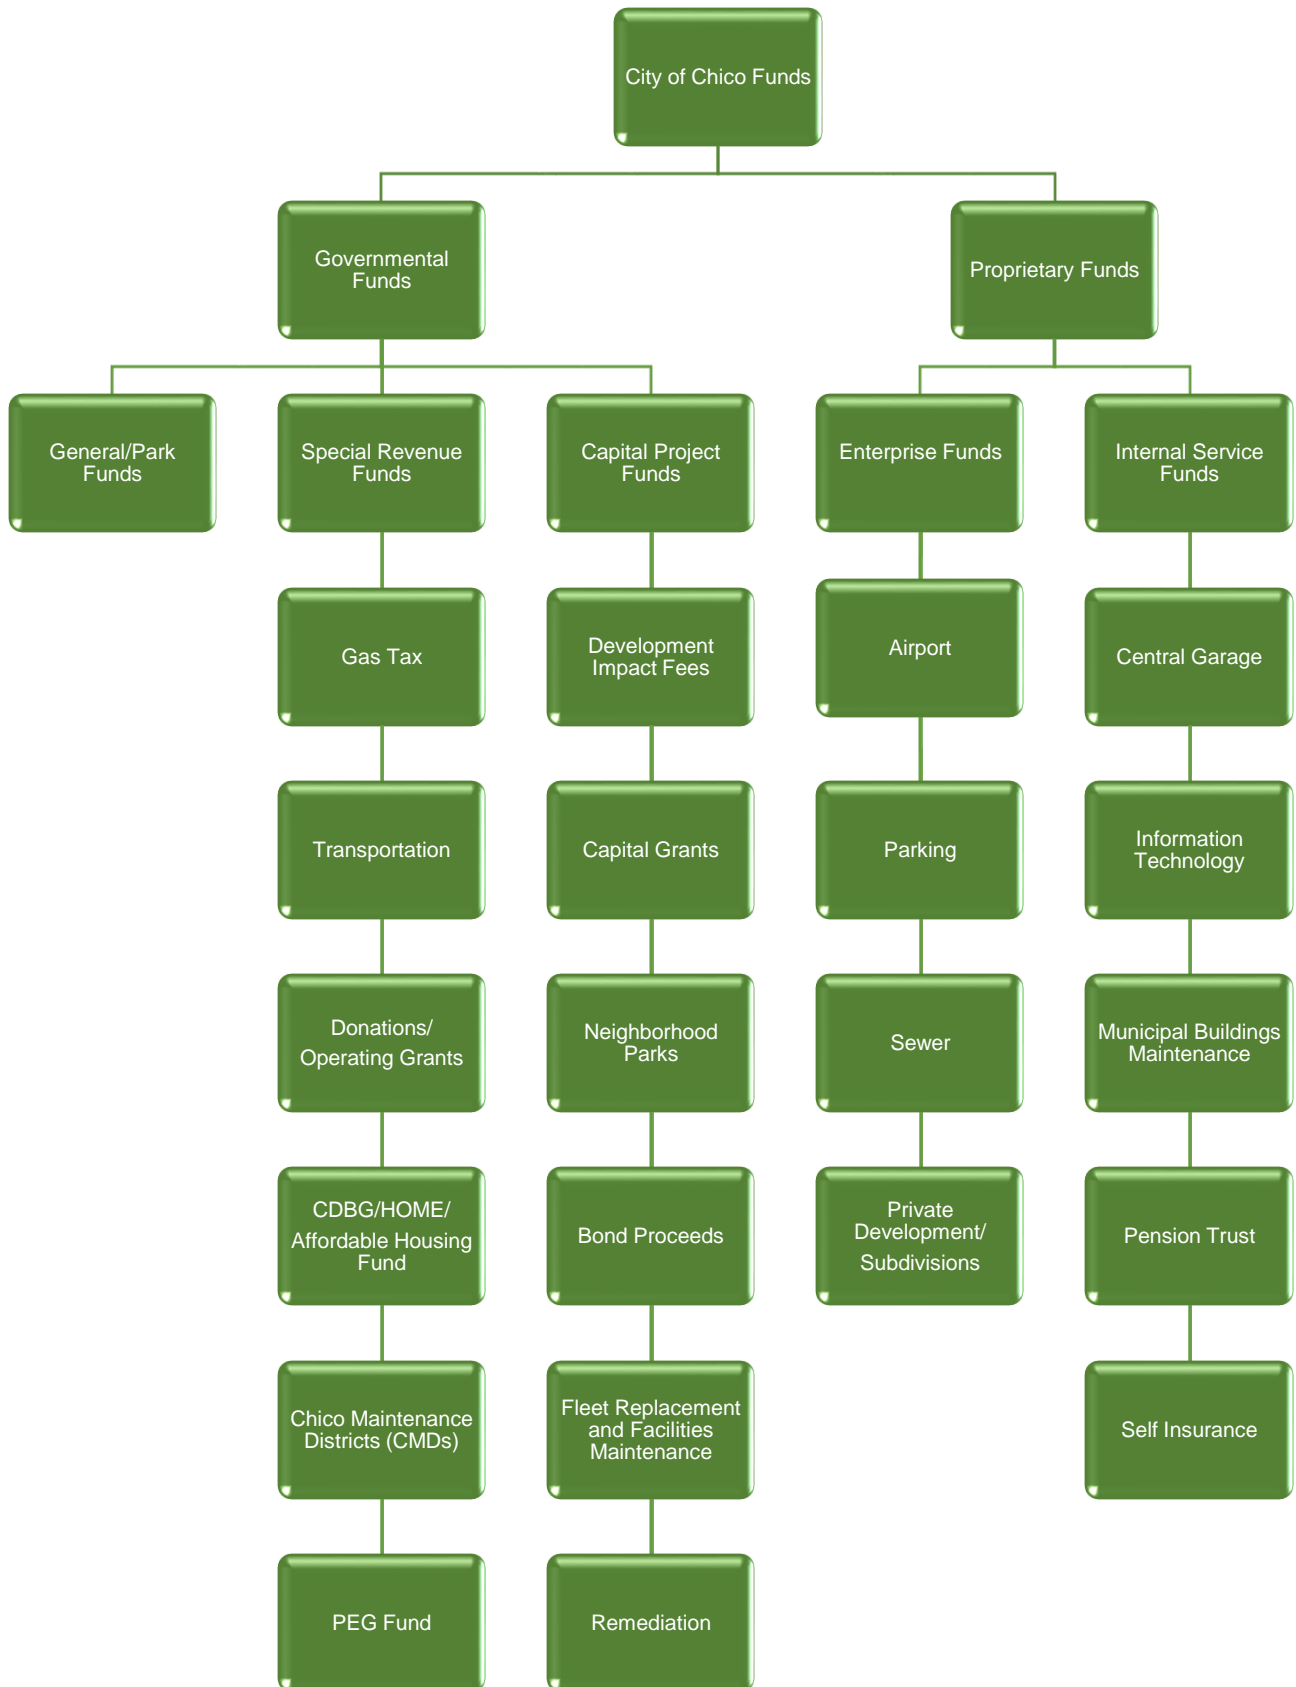 City of Chico Funds
Governmental
Funds
Proprietary Funds
General/Park
Funds
Special Revenue
Funds
Capital Project
Funds
Enterprise Funds
Internal Service
Funds
Gas Tax
Development
Impact Fees
Airport
Central Garage
Transportation
Capital Grants
Parking
Information
Technology
Donations/
Operating Grants
Neighborhood
Parks
Sewer
Municipal Buildings
Maintenance
CDBG/HOME/
Affordable Housing
Fund
Bond Proceeds
Private
Development/
Subdivisions
Pension Trust
Chico Maintenance
Districts (CMDs)
Fleet Replacement
and Facilities
Maintenance
Self Insurance
PEG Fund
Remediation